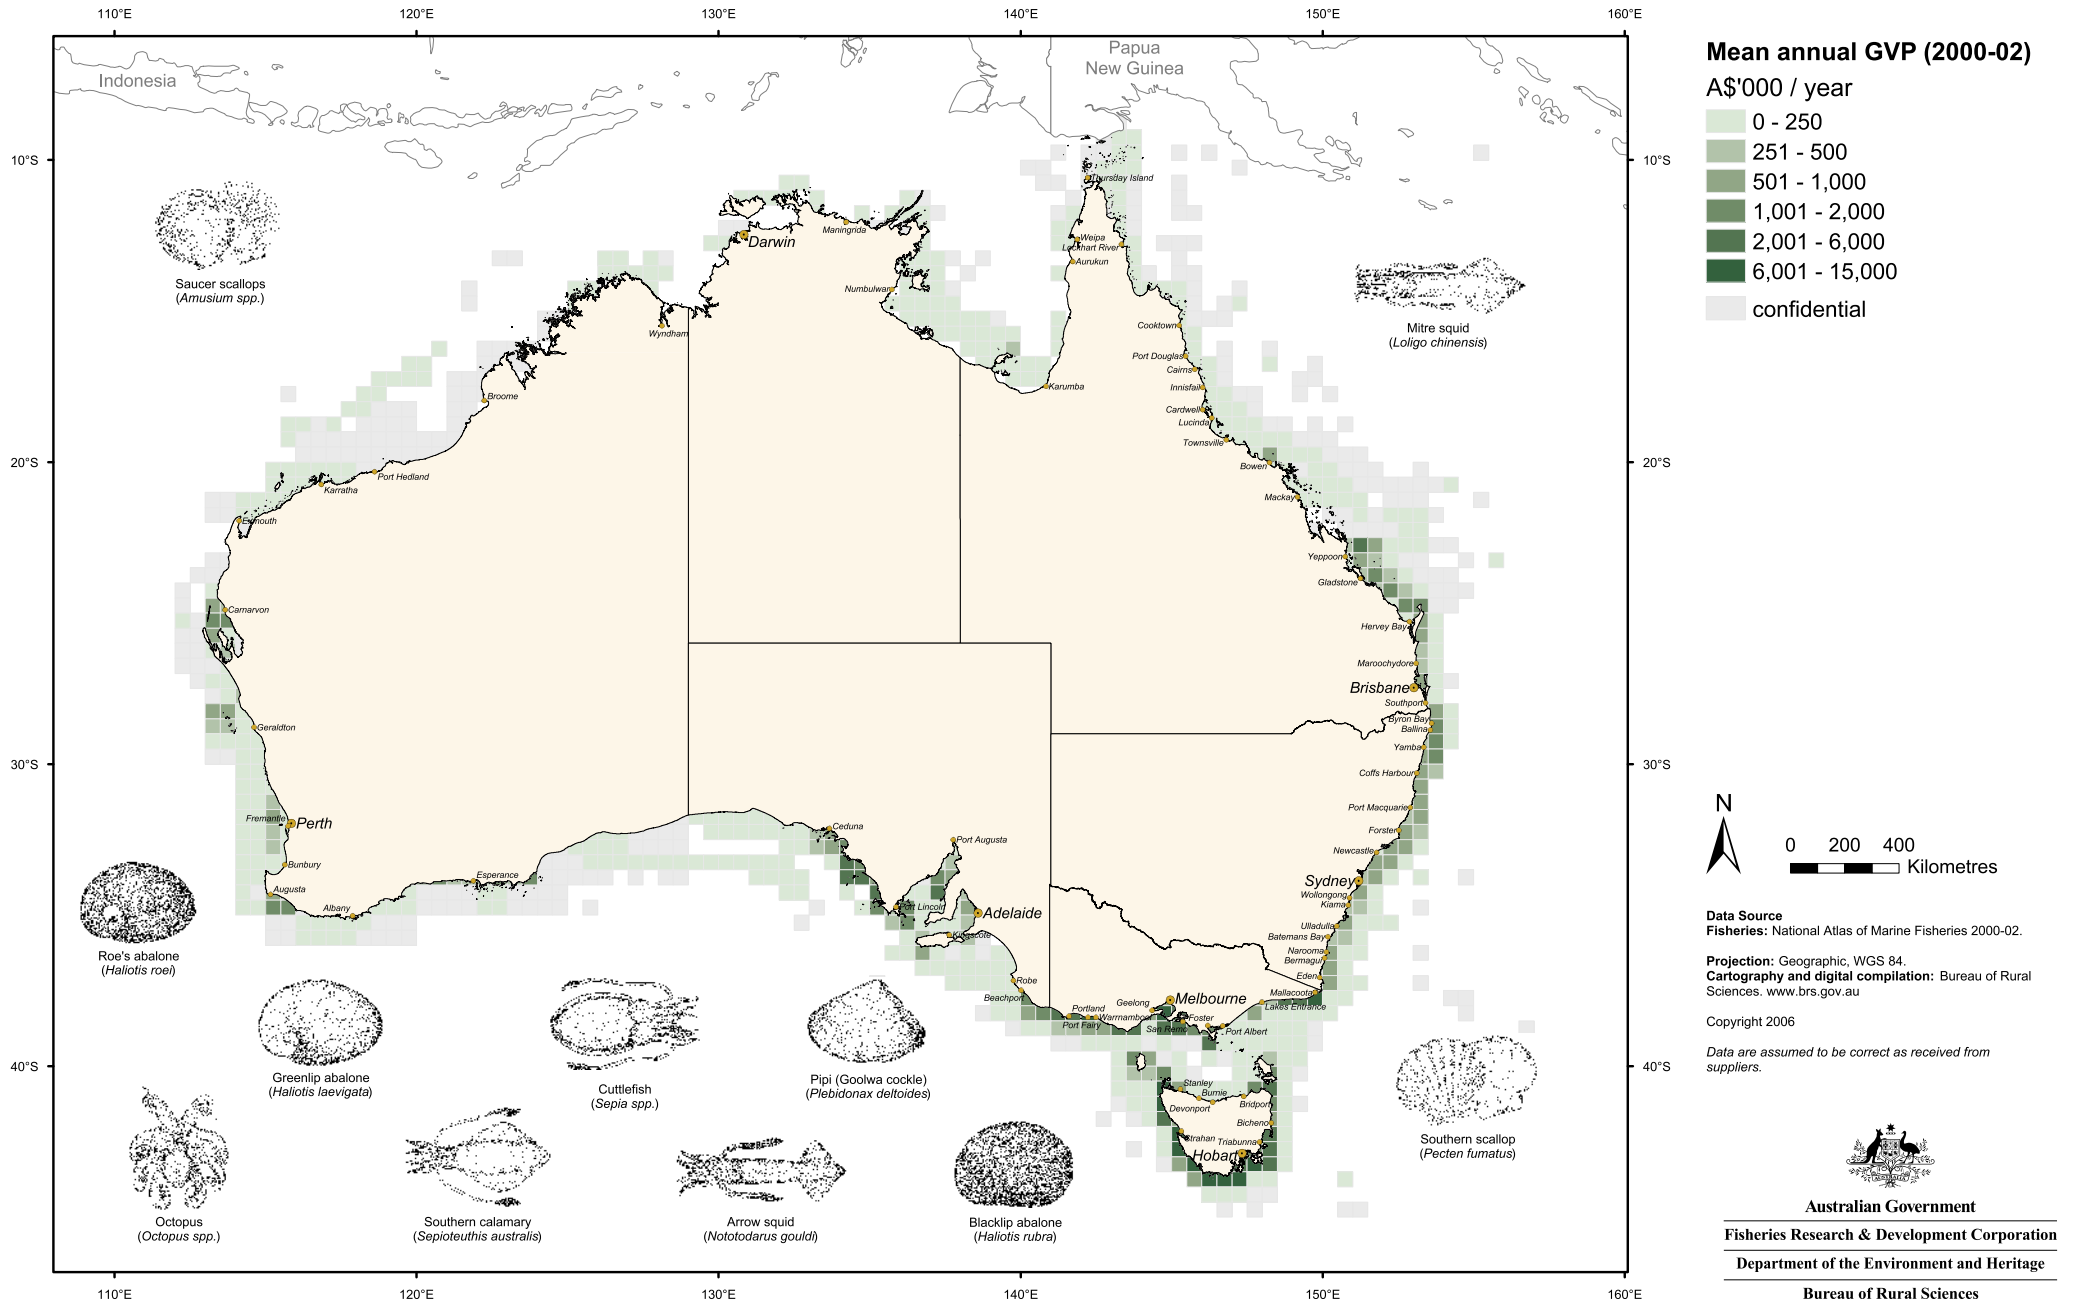 110°E 120°E 130°E 140°E 150°E 160°E
Indonesia
Papua
New Guinea
10°S 10°S
20°S 20°S
30°S 30°S
40°S 40°S
Saucer scallops
(Amusium spp.)
Mitre squid
(Loligo chinensis)
Thursday Island
Darwin
Maningrida
Weipa
Lockhart River
Aurukun
Numbulwar
Wyndham
Cooktown
Port Douglas
Cairns
Karumba
Innisfail
Broome
Cardwell
Lucinda
Townsville
Bowen
Port Hedland
Karratha
Mackay
Exmouth
Yeppoon
Gladstone
Carnarvon
Hervey Bay
Maroochydore
Brisbane
Southport
Byron Bay
Ballina
Geraldton
Yamba
Coffs Harbour
Port Macquarie
Fremantle
Perth
Ceduna
Forster
Port Augusta
Newcastle
Bunbury
Esperance
Sydney
Augusta
Wollongong
Kiama
Albany
Port Lincoln
Adelaide
Ulladulla
Kingscote
Batemans Bay
Narooma
Bermagui
Eden
Robe
Beachport
Mallacoota
Melbourne
Geelong
Lakes Entrance
Portland
Warrnambool
Port Fairy
Foster
San Remo
Port Albert
Stanley
Burnie
Devonport
Bridport
Bicheno
Strahan
Triabunna
Hobart
Roe's abalone
(Haliotis roei)
Greenlip abalone
(Haliotis laevigata)
Cuttlefish
(Sepia spp.)
Pipi (Goolwa cockle)
(Plebidonax deltoides)
Southern scallop
(Pecten fumatus)
Octopus
(Octopus spp.)
Southern calamary
(Sepioteuthis australis)
Arrow squid
(Nototodarus gouldi)
Blacklip abalone
(Haliotis rubra)
110°E 120°E 130°E 140°E 150°E 160°E
Mean annual GVP (2000-02)
A$'000 / year
0 - 250
251 - 500
501 - 1,000
1,001 - 2,000
2,001 - 6,000
6,001 - 15,000
confidential
N
0 200 400
Kilometres
Data Source
Fisheries: National Atlas of Marine Fisheries 2000-02.
Projection: Geographic, WGS 84.
Cartography and digital compilation: Bureau of Rural
Sciences. www.brs.gov.au
Copyright 2006
Data are assumed to be correct as received from
suppliers.
AUSTRALIA
Australian Government
Fisheries Research & Development Corporation
Department of the Environment and Heritage
Bureau of Rural Sciences